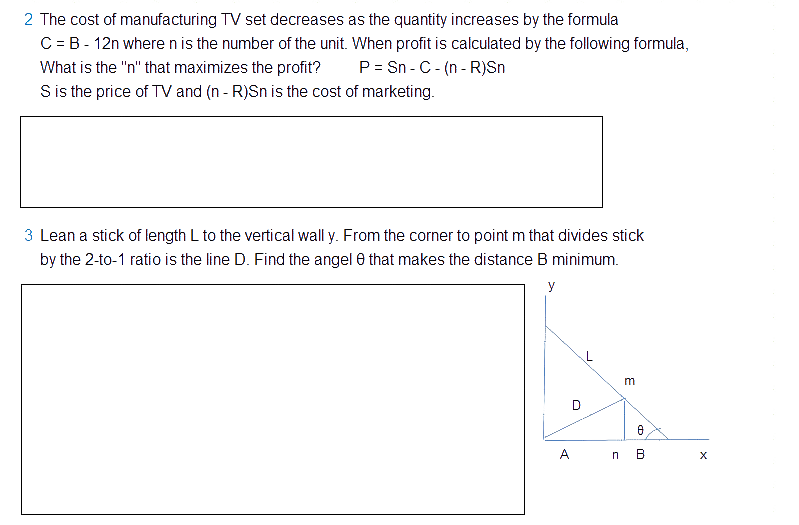 2 The cost of manufacturing TV set decreases as the quantity increases by the formula
C = B - 12n where n is the number of the unit. When profit is calculated by the following formula,
What is the "n" that maximizes the profit? P = Sn - C - (n - R)Sn
S is the price of TV and (n - R)Sn is the cost of marketing.
3 Lean a stick of length L to the vertical wall y. From the corner to point m that divides stick
by the 2-to-1 ratio is the line D. Find the angel θ that makes the distance B minimum.
y
L
m
D
θ
A n B x